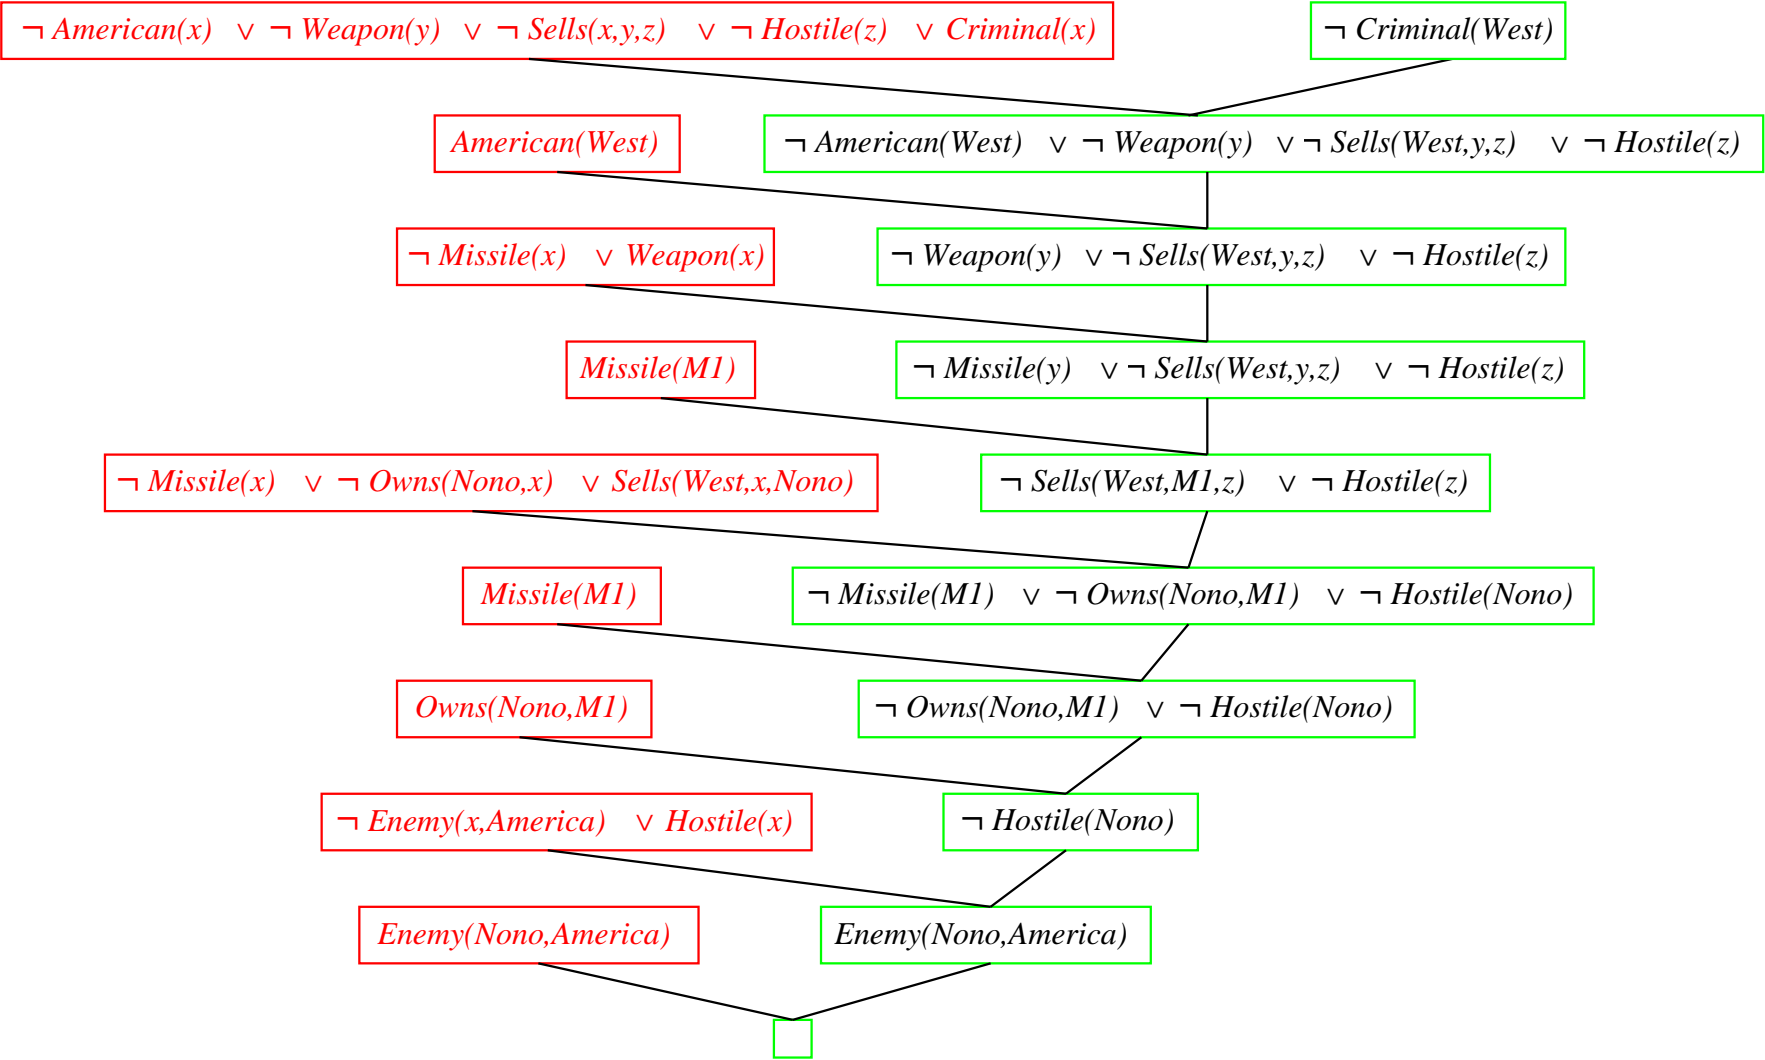 ¬ American(x) ∨ ¬ Weapon(y) ∨ ¬ Sells(x,y,z) ∨ ¬ Hostile(z) ∨ Criminal(x) ¬ Criminal(West)
American(West) ¬ American(West) ∨ ¬ Weapon(y) ∨ ¬ Sells(West,y,z) ∨ ¬ Hostile(z)
¬ Missile(x) ∨ Weapon(x) ¬ Weapon(y) ∨ ¬ Sells(West,y,z) ∨ ¬ Hostile(z)
Missile(M1) ¬ Missile(y) ∨ ¬ Sells(West,y,z) ∨ ¬ Hostile(z)
¬ Missile(x) ∨ ¬ Owns(Nono,x) ∨ Sells(West,x,Nono) ¬ Sells(West,M1,z) ∨ ¬ Hostile(z)
Missile(M1) ¬ Missile(M1) ∨ ¬ Owns(Nono,M1) ∨ ¬ Hostile(Nono)
Owns(Nono,M1) ¬ Owns(Nono,M1) ∨ ¬ Hostile(Nono)
¬ Enemy(x,America) ∨ Hostile(x) ¬ Hostile(Nono)
Enemy(Nono,America) Enemy(Nono,America)